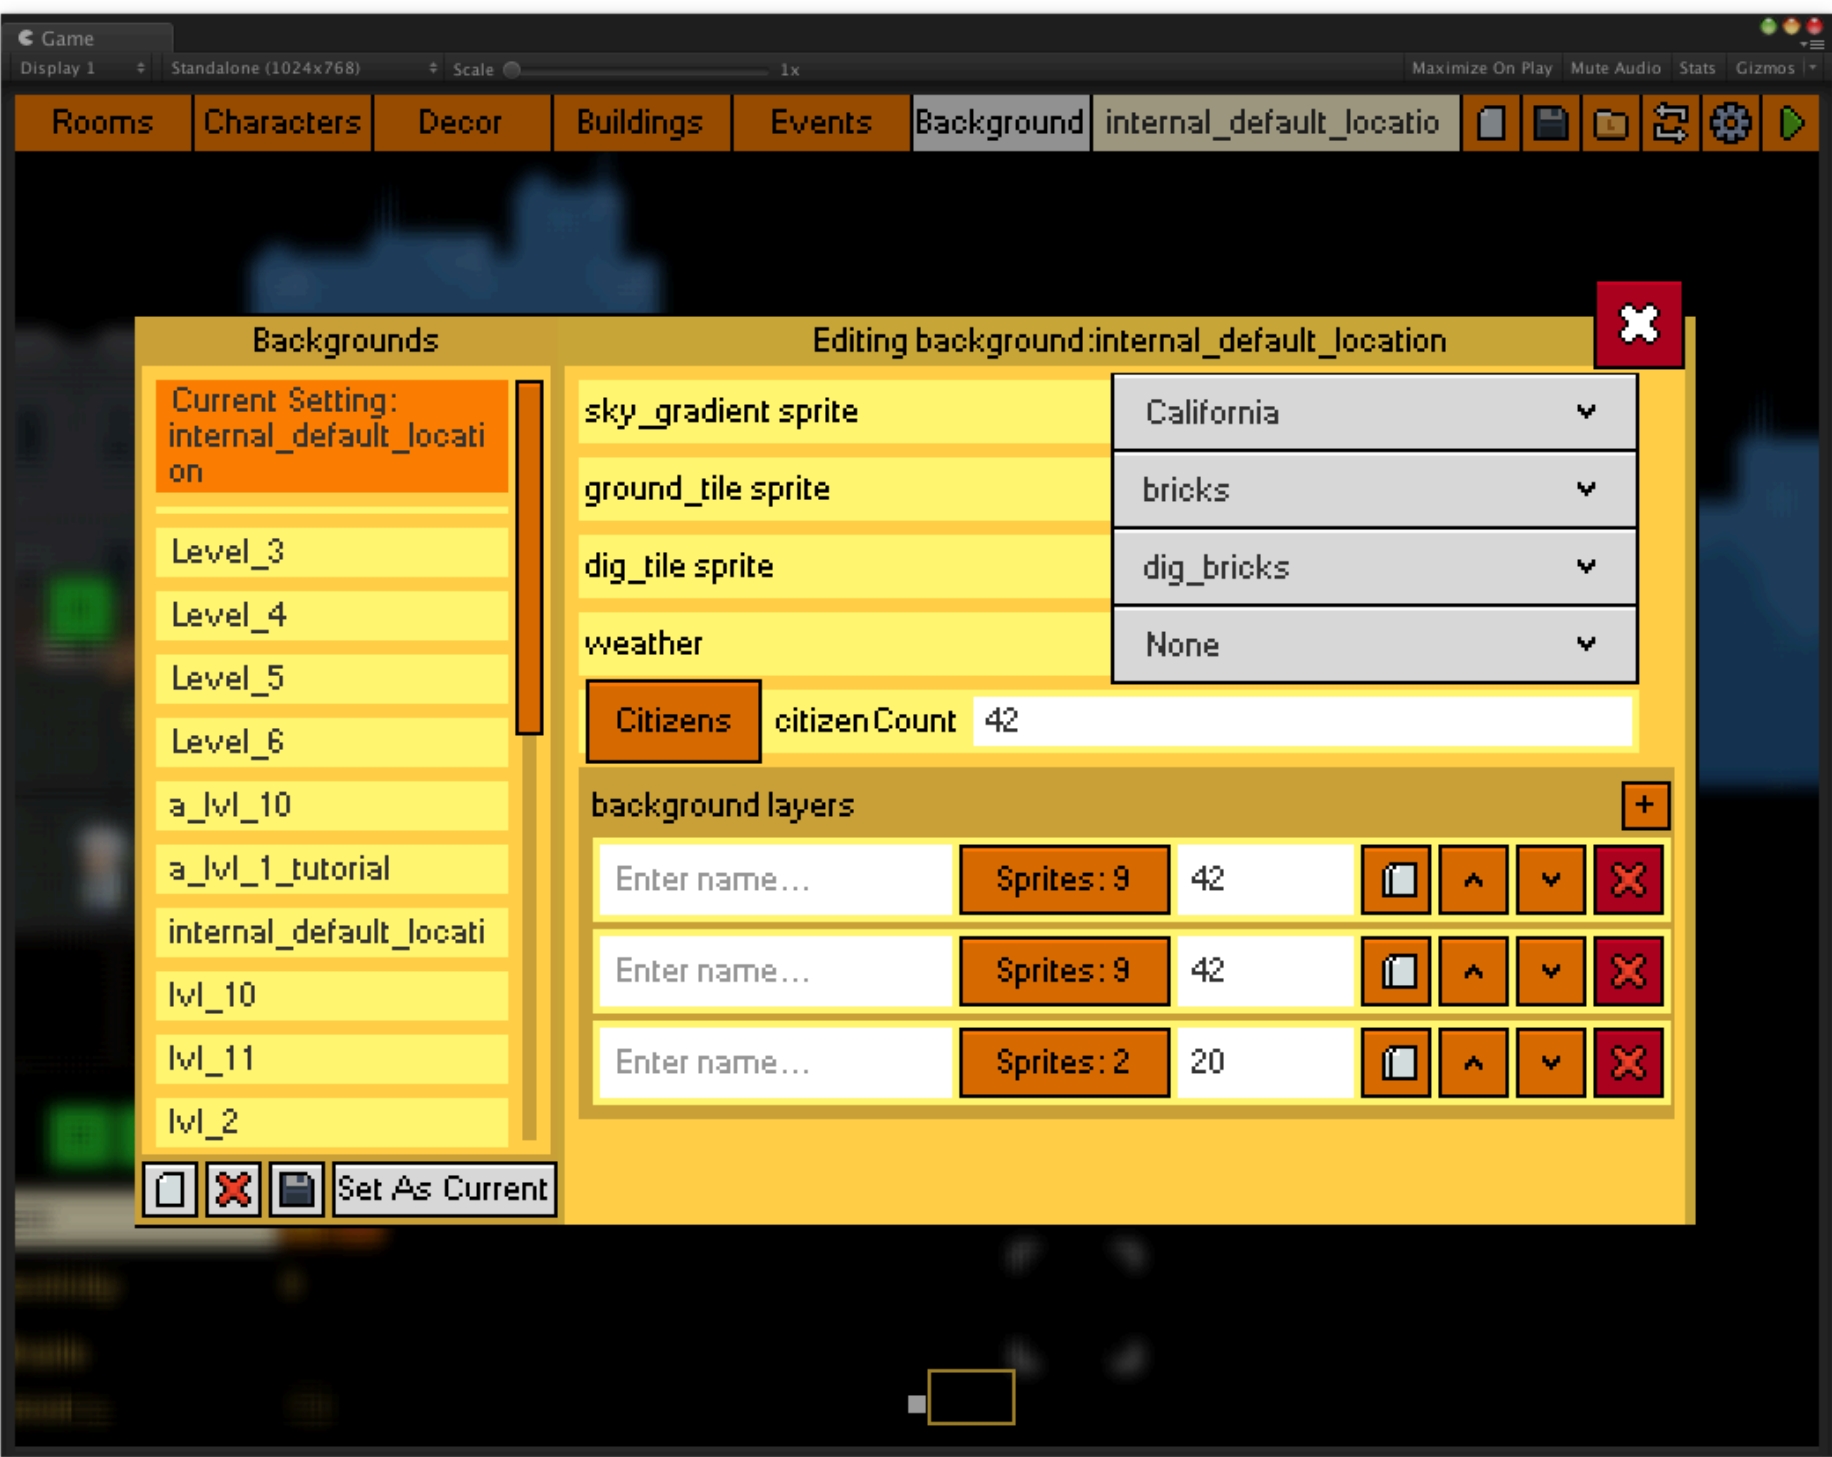 Game
Display 1 Standalone (1024x768) Scale 1x Maximize On Play Mute Audio Stats Gizmos
Rooms Characters Decor Buildings Events Background internal_default_locatio
Backgrounds
Editing background:internal_default_location
Current Setting:
internal_default_locati
on
Level_3
Level_4
Level_5
Level_6
a_lvl_10
a_lvl_1_tutorial
internal_default_locati
lvl_10
lvl_11
lvl_2
Set As Current
sky_gradient sprite California
ground_tile sprite bricks
dig_tile sprite dig_bricks
weather None
Citizens citizenCount 42
background layers +
Enter name... Sprites: 9 42
Enter name... Sprites: 9 42
Enter name... Sprites: 2 20